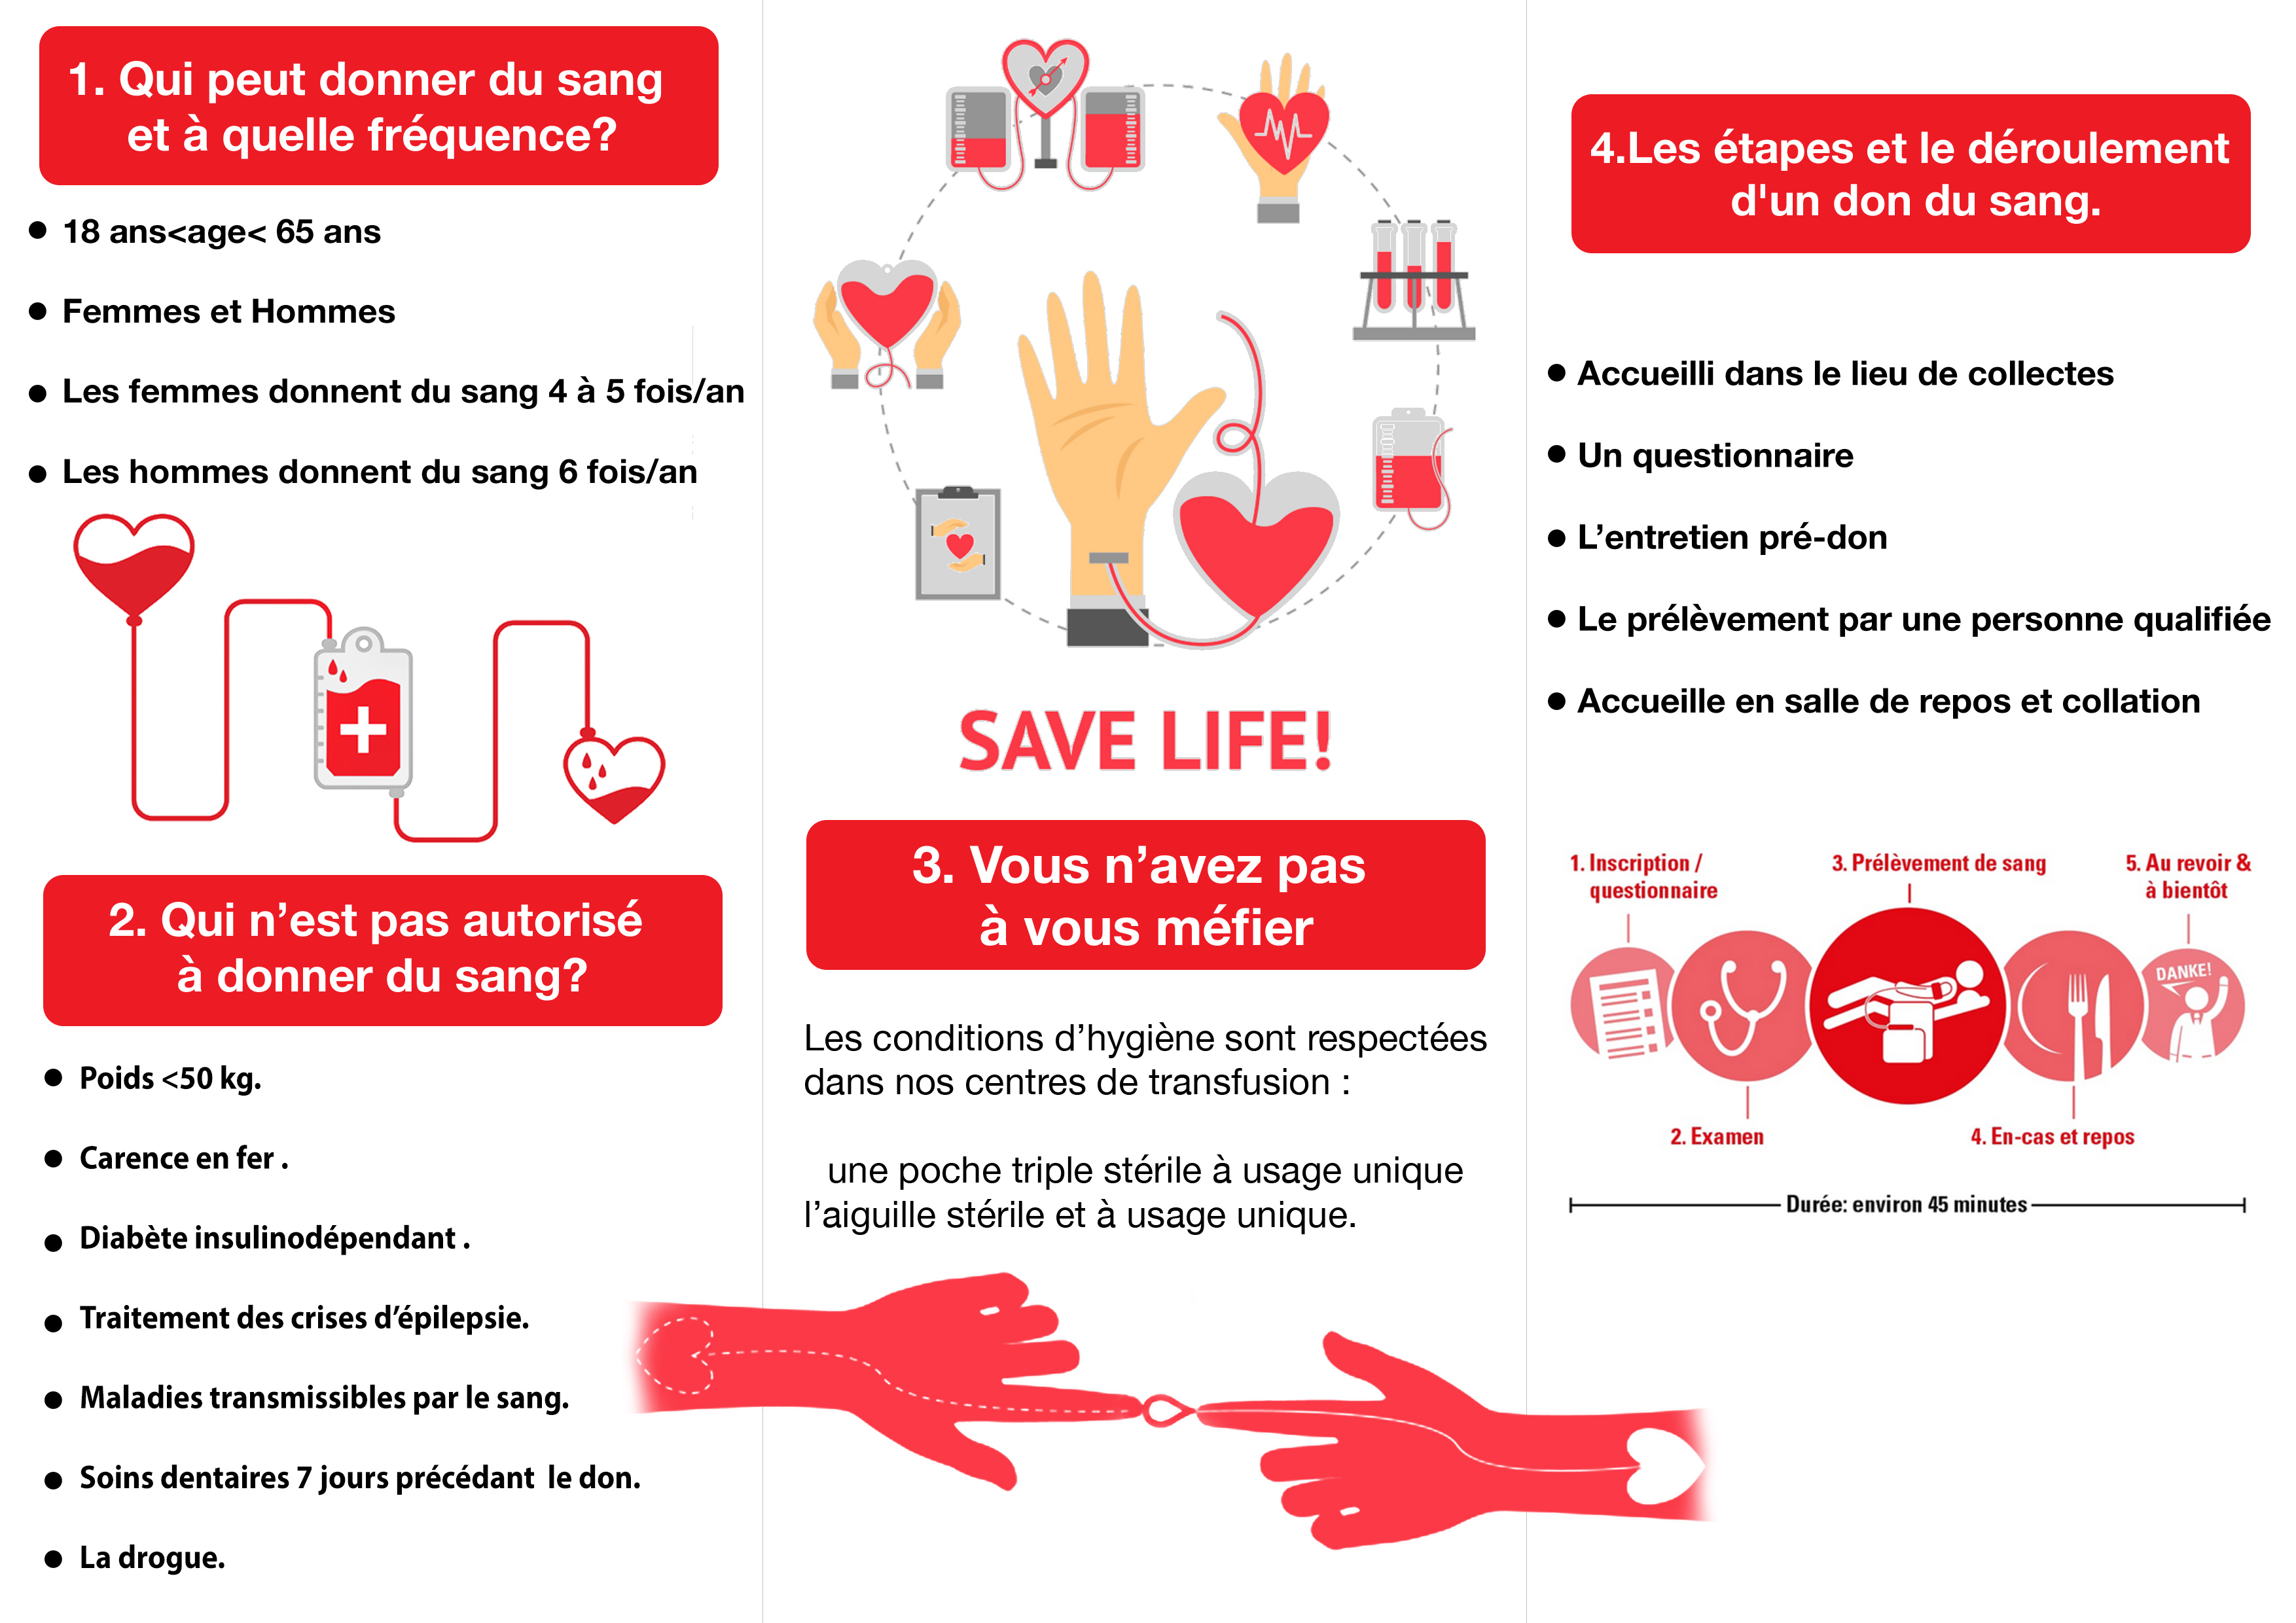 1. Qui peut donner du sang
et à quelle fréquence?
18 ans<age< 65 ans
Femmes et Hommes
Les femmes donnent du sang 4 à 5 fois/an
Les hommes donnent du sang 6 fois/an
2. Qui n’est pas autorisé
à donner du sang?
Poids <50 kg.
Carence en fer .
Diabète insulinodépendant .
Traitement des crises d’épilepsie.
Maladies transmissibles par le sang.
Soins dentaires 7 jours précédant le don.
La drogue.
SAVE LIFE!
3. Vous n’avez pas
à vous méfier
Les conditions d’hygiène sont respectées
dans nos centres de transfusion :
une poche triple stérile à usage unique
l’aiguille stérile et à usage unique.
4.Les étapes et le déroulement
d'un don du sang.
Accueilli dans le lieu de collectes
Un questionnaire
L’entretien pré-don
Le prélèvement par une personne qualifiée
Accueille en salle de repos et collation
1. Inscription /
questionnaire
3. Prélèvement de sang
5. Au revoir &
à bientôt
DANKE!
2. Examen
4. En-cas et repos
Durée: environ 45 minutes